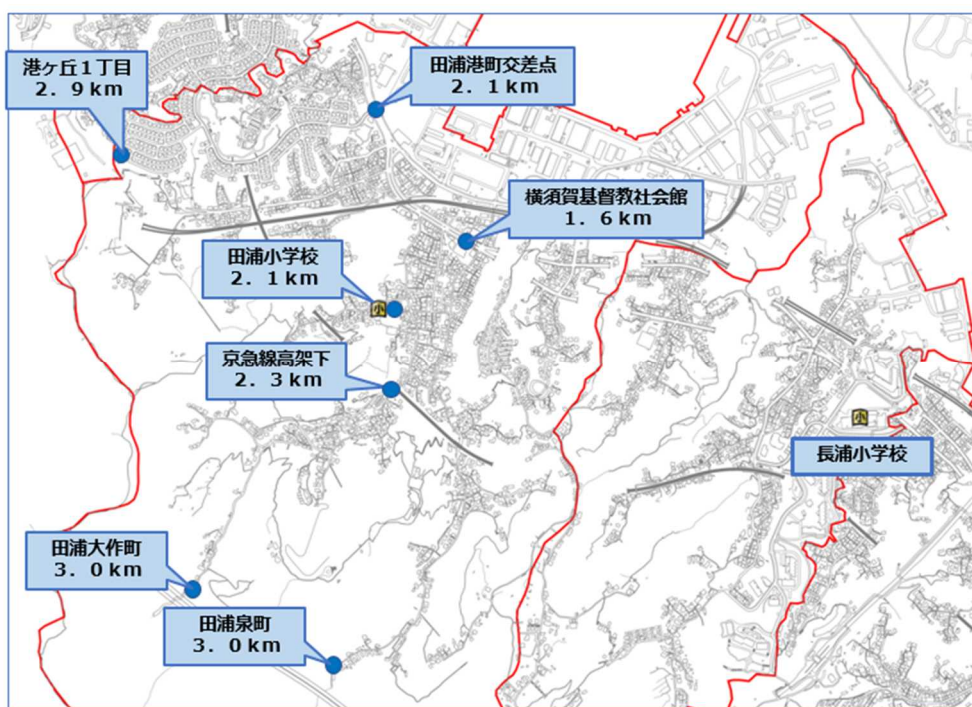 港ヶ丘１丁目
２．９ｋｍ
田浦港町交差点
２．１ｋｍ
横須賀基督教社会館
１．６ｋｍ
田浦小学校
２．１ｋｍ
小
京急線高架下
２．３ｋｍ
小
長浦小学校
田浦大作町
３．０ｋｍ
田浦泉町
３．０ｋｍ